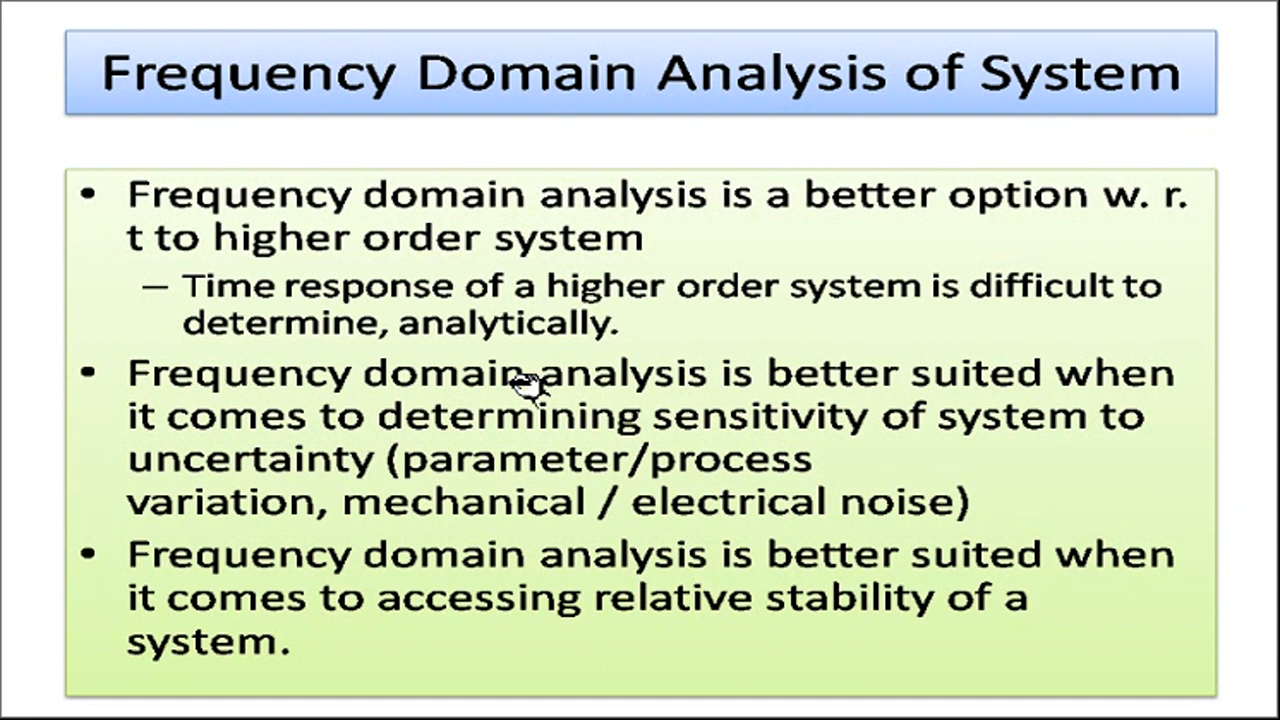 Frequency Domain Analysis of System
• Frequency domain analysis is a better option w. r.
t to higher order system
– Time response of a higher order system is difficult to
determine, analytically.
• Frequency domain analysis is better suited when
it comes to determining sensitivity of system to
uncertainty (parameter/process
variation, mechanical / electrical noise)
• Frequency domain analysis is better suited when
it comes to accessing relative stability of a
system.